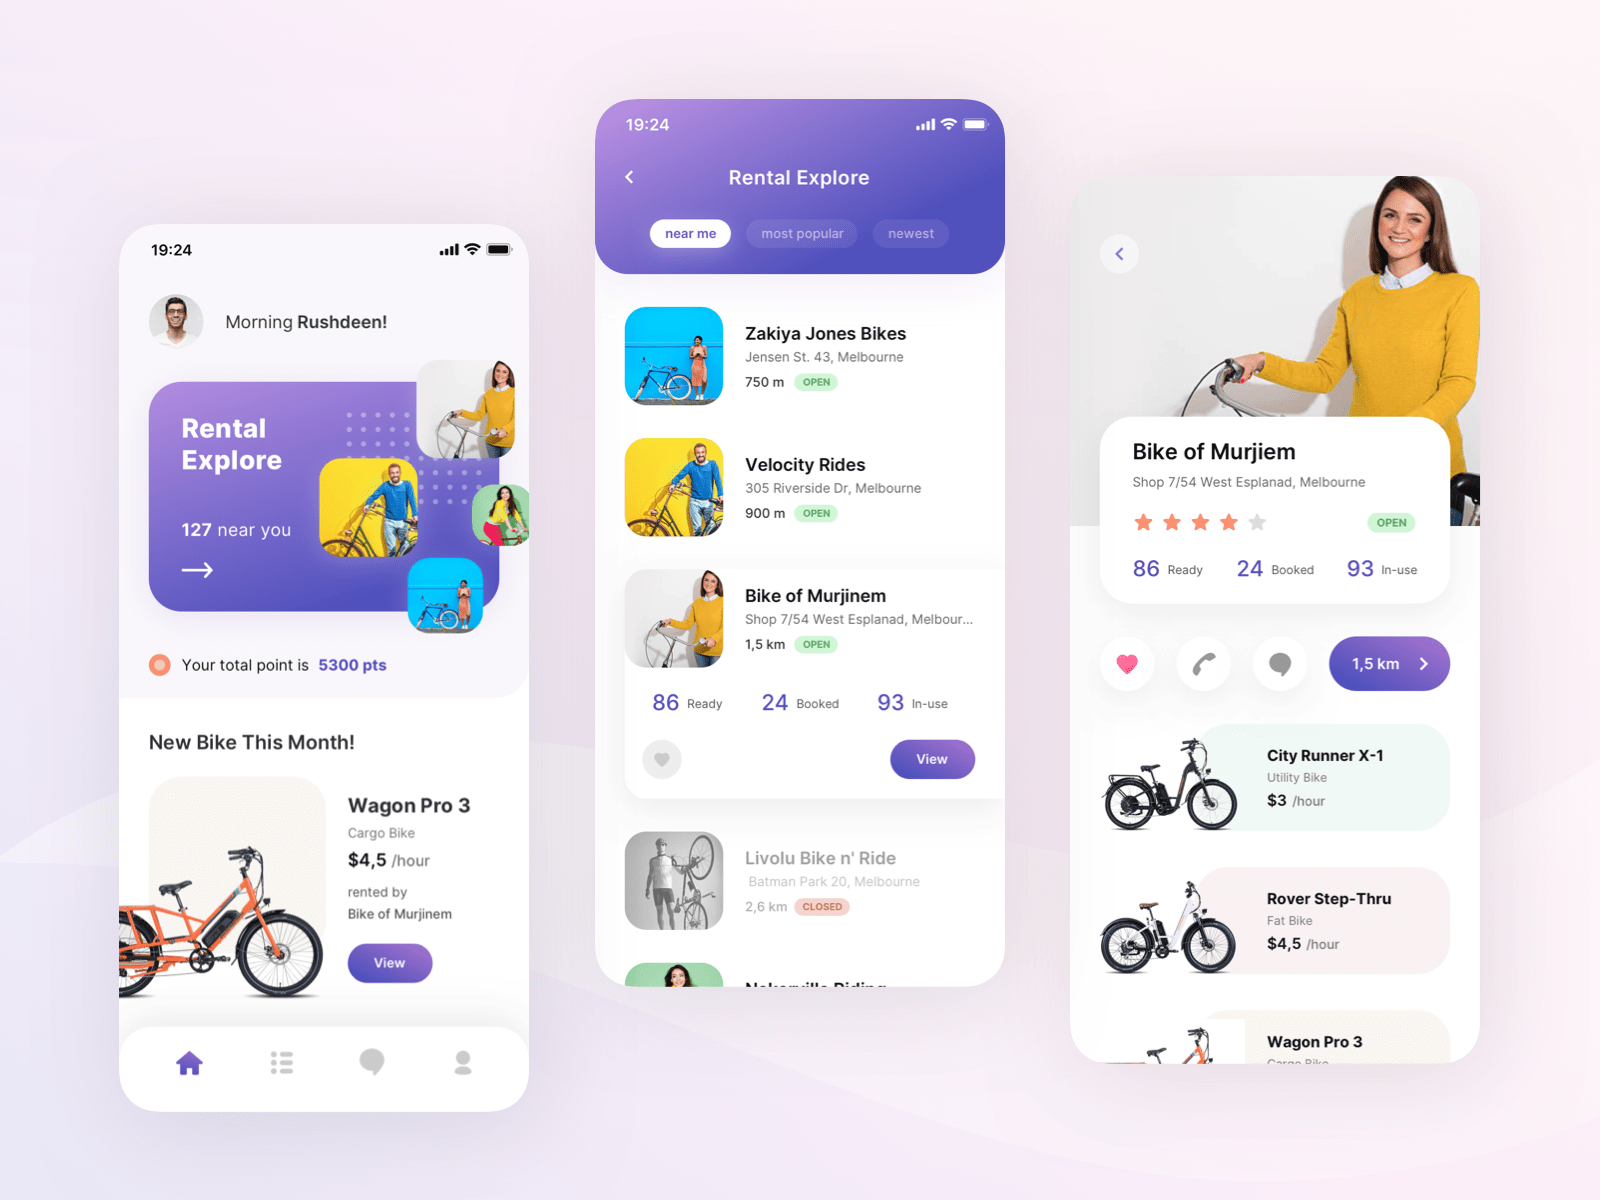 19:24
Morning Rushdeen!
Rental
Explore
127 near you
Your total point is 5300 pts
New Bike This Month!
Wagon Pro 3
Cargo Bike
$4,5 /hour
rented by
Bike of Murjinem
View
19:24
Rental Explore
near me
most popular
newest
Zakiya Jones Bikes
Jensen St. 43, Melbourne
750 m OPEN
Velocity Rides
305 Riverside Dr, Melbourne
900 m OPEN
Bike of Murjinem
Shop 7/54 West Esplanad, Melbour...
1,5 km OPEN
86 Ready 24 Booked 93 In-use
View
Livolu Bike n' Ride
Batman Park 20, Melbourne
2,6 km CLOSED
Bike of Murjiem
Shop 7/54 West Esplanad, Melbourne
OPEN
86 Ready 24 Booked 93 In-use
1,5 km
City Runner X-1
Utility Bike
$3 /hour
Rover Step-Thru
Fat Bike
$4,5 /hour
Wagon Pro 3
Cargo Bike